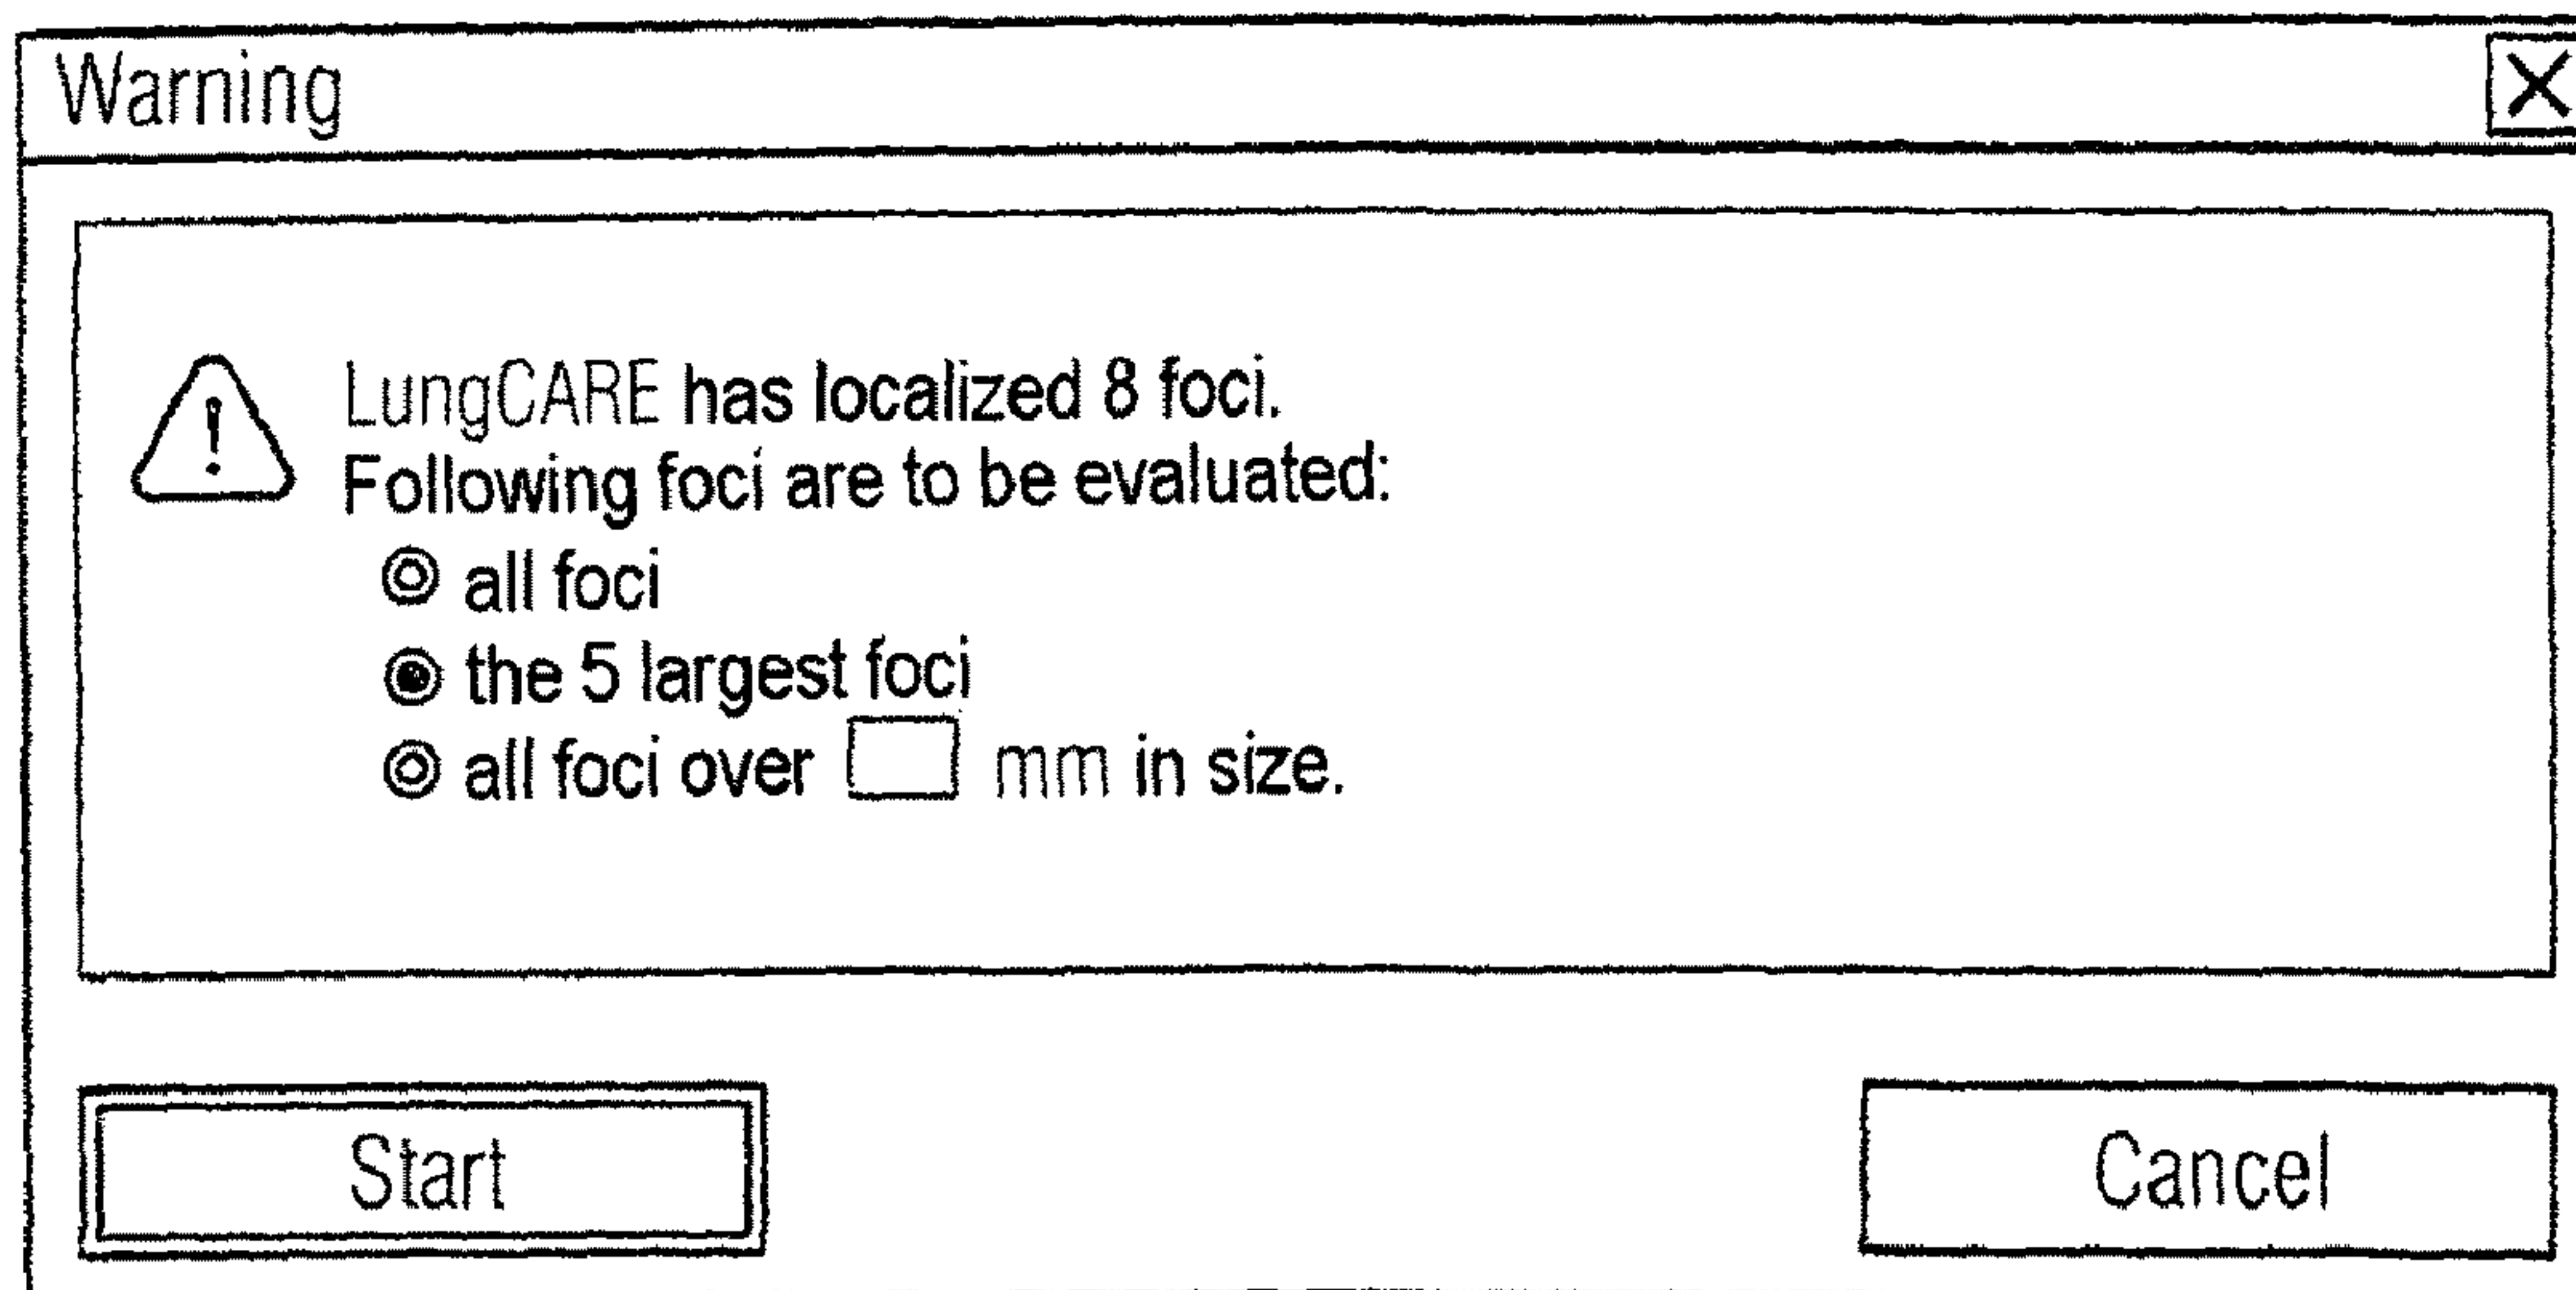 Warning
LungCARE has localized 8 foci.
Following foci are to be evaluated:
all foci
the 5 largest foci
all foci over mm in size.
Start
Cancel